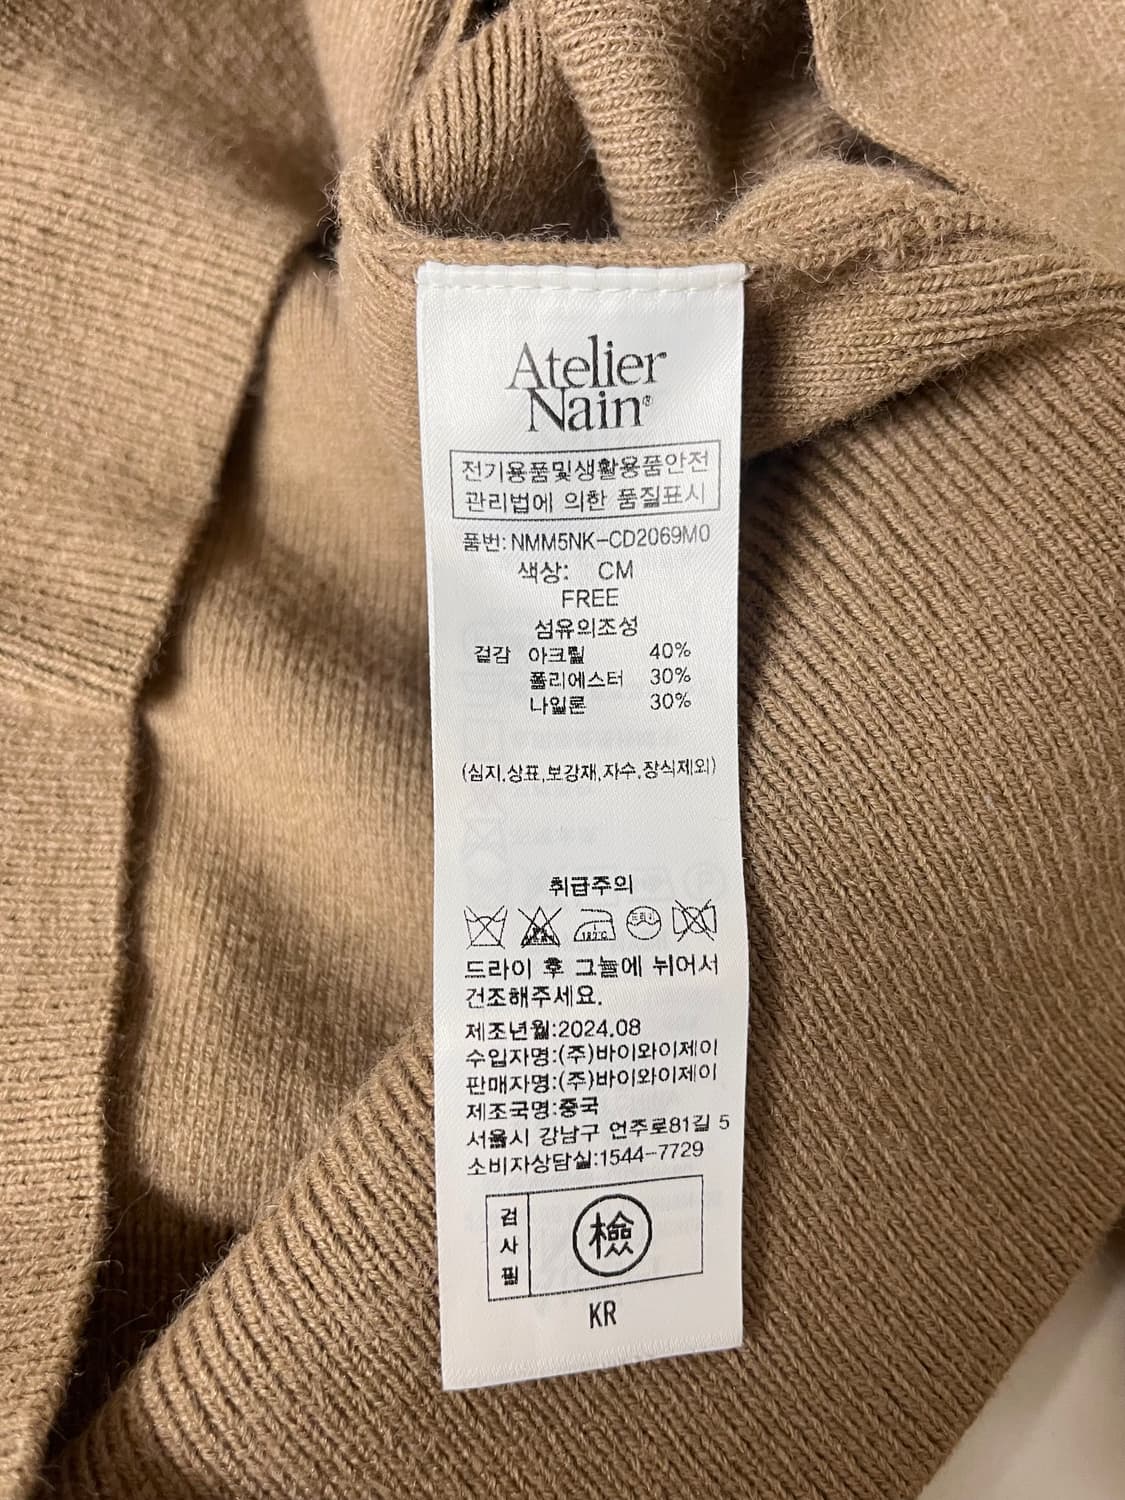 Atelier
Nain®
전기용품및생활용품안전
관리법에 의한 품질표시
품번: NMM5NK-CD2069M0
색상: CM
FREE
섬유의조성
겉감 아크릴 40%
폴리에스터 30%
나일론 30%
(심지,상표,보강재,자수,장식제외)
취급주의
드라이
드라이 후 그늘에 뉘어서
건조해주세요.
제조년월:2024.08
수입자명:(주)바이와이제이
판매자명:(주)바이와이제이
제조국명:중국
서울시 강남구 언주로81길 5
소비자상담실:1544-7729
검사필 檢
KR